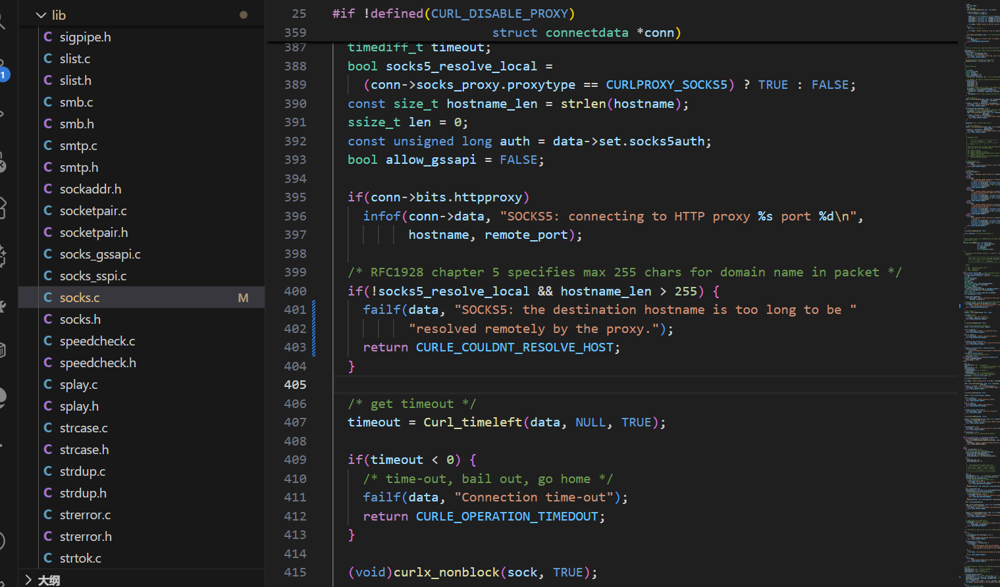 lib
C sigpipe.h
C slist.c
C slist.h
C smb.c
C smb.h
C smtp.c
C smtp.h
C sockaddr.h
C socketpair.c
C socketpair.h
C socks_gssapi.c
C socks_sspi.c
C socks.c M
C socks.h
C speedcheck.c
C speedcheck.h
C splay.c
C splay.h
C strcase.c
C strcase.h
C strdup.c
C strdup.h
C strerror.c
C strerror.h
C strtok.c
大纲
1
25 #if !defined(CURL_DISABLE_PROXY)
359 struct connectdata *conn)
387 timediff_t timeout;
388 bool socks5_resolve_local =
389 (conn->socks_proxy.proxytype == CURLPROXY_SOCKS5) ? TRUE : FALSE;
390 const size_t hostname_len = strlen(hostname);
391 ssize_t len = 0;
392 const unsigned long auth = data->set.socks5auth;
393 bool allow_gssapi = FALSE;
394
395 if(conn->bits.httpproxy)
396 infof(conn->data, "SOCKS5: connecting to HTTP proxy %s port %d\n",
397 hostname, remote_port);
398
399 /* RFC1928 chapter 5 specifies max 255 chars for domain name in packet */
400 if(!socks5_resolve_local && hostname_len > 255) {
401 failf(data, "SOCKS5: the destination hostname is too long to be "
402 "resolved remotely by the proxy.");
403 return CURLE_COULDNT_RESOLVE_HOST;
404 }
405
406 /* get timeout */
407 timeout = Curl_timeleft(data, NULL, TRUE);
408
409 if(timeout < 0) {
410 /* time-out, bail out, go home */
411 failf(data, "Connection time-out");
412 return CURLE_OPERATION_TIMEDOUT;
413 }
414
415 (void)curlx_nonblock(sock, TRUE);